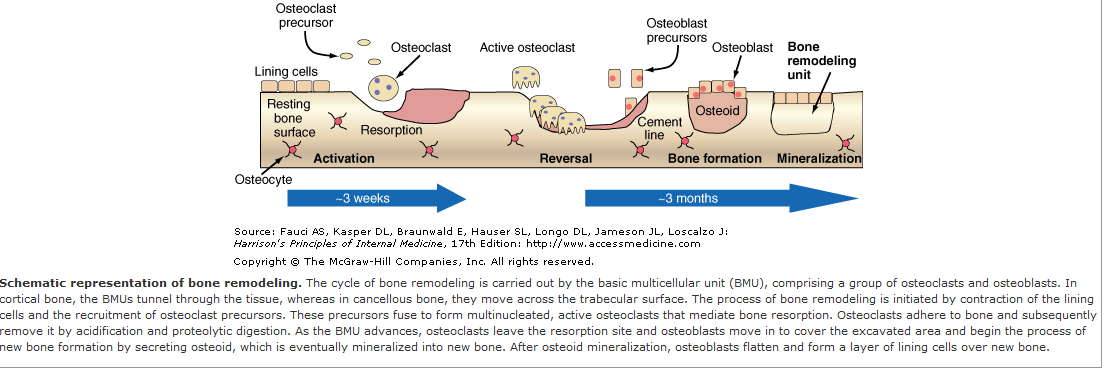 Osteoclast
precursor
Osteoclast
Active osteoclast
Osteoblast
precursors
Osteoblast
Bone
remodeling
unit
Lining cells
Resting
bone
surface
Resorption
Cement
line
Osteoid
Activation
Reversal
Bone formation
Mineralization
Osteocyte
~3 weeks
~3 months
Source: Fauci AS, Kasper DL, Braunwald E, Hauser SL, Longo DL, Jameson JL, Loscalzo J:
Harrison's Principles of Internal Medicine, 17th Edition: http://www.accessmedicine.com
Copyright © The McGraw-Hill Companies, Inc. All rights reserved.
Schematic representation of bone remodeling. The cycle of bone remodeling is carried out by the basic multicellular unit (BMU), comprising a group of osteoclasts and osteoblasts. In
cortical bone, the BMUs tunnel through the tissue, whereas in cancellous bone, they move across the trabecular surface. The process of bone remodeling is initiated by contraction of the lining
cells and the recruitment of osteoclast precursors. These precursors fuse to form multinucleated, active osteoclasts that mediate bone resorption. Osteoclasts adhere to bone and subsequently
remove it by acidification and proteolytic digestion. As the BMU advances, osteoclasts leave the resorption site and osteoblasts move in to cover the excavated area and begin the process of
new bone formation by secreting osteoid, which is eventually mineralized into new bone. After osteoid mineralization, osteoblasts flatten and form a layer of lining cells over new bone.